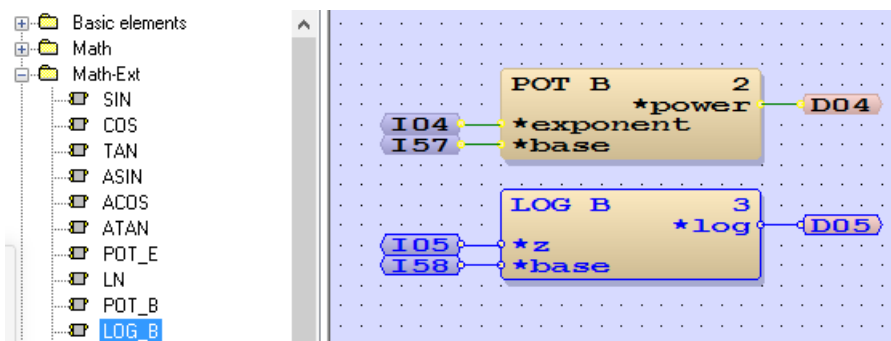 Basic elements
Math
Math-Ext
SIN
COS
TAN
ASIN
ACOS
ATAN
POT_E
LN
POT_B
LOG_B
POT B 2
*power D04
I04 *exponent
I57 *base
LOG B 3
*log D05
I05 *z
I58 *base